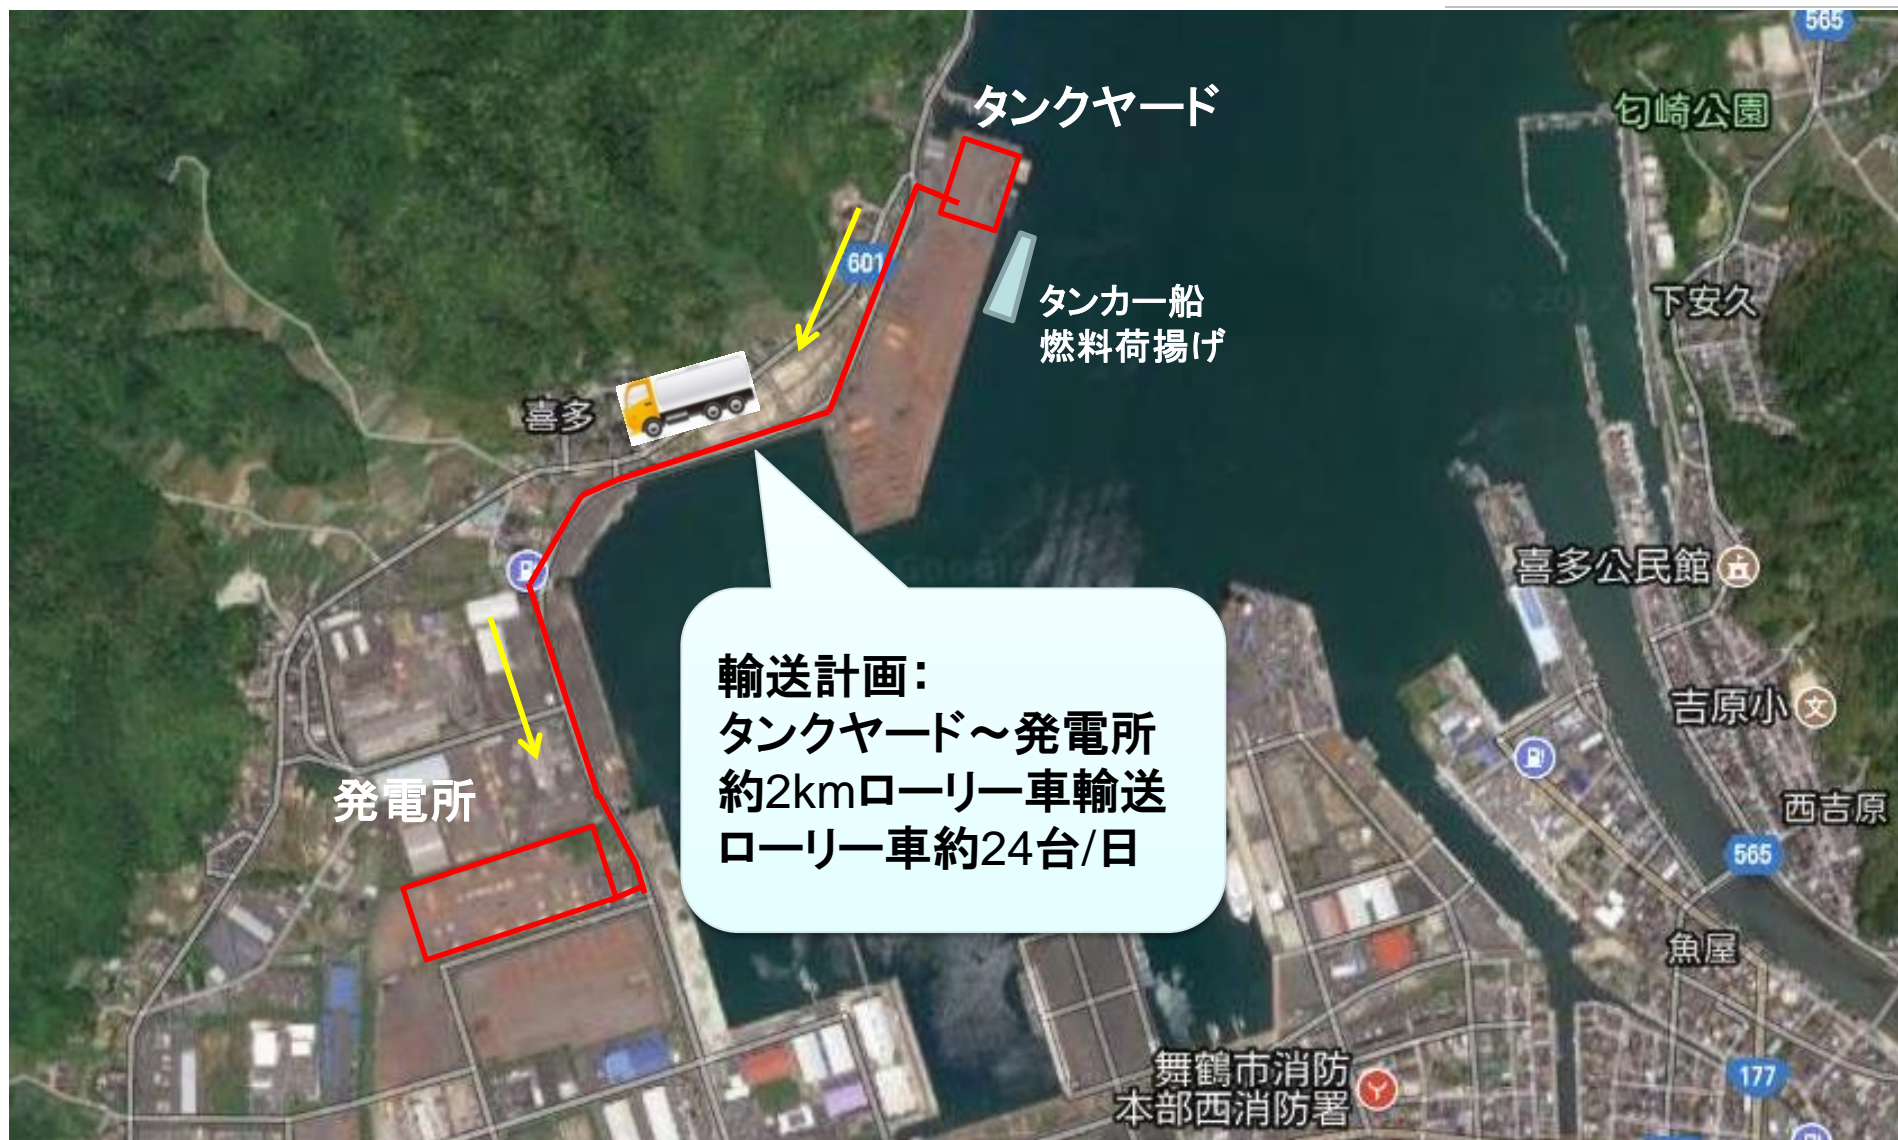 565
匂崎公園
タンクヤード
601
タンカー船
燃料荷揚げ
下安久
喜多
喜多公民館
吉原小
文
輸送計画：
タンクヤード～発電所
約2kmローリー車輸送
ローリー車約24台/日
発電所
西吉原
565
魚屋
舞鶴市消防
本部西消防署
177